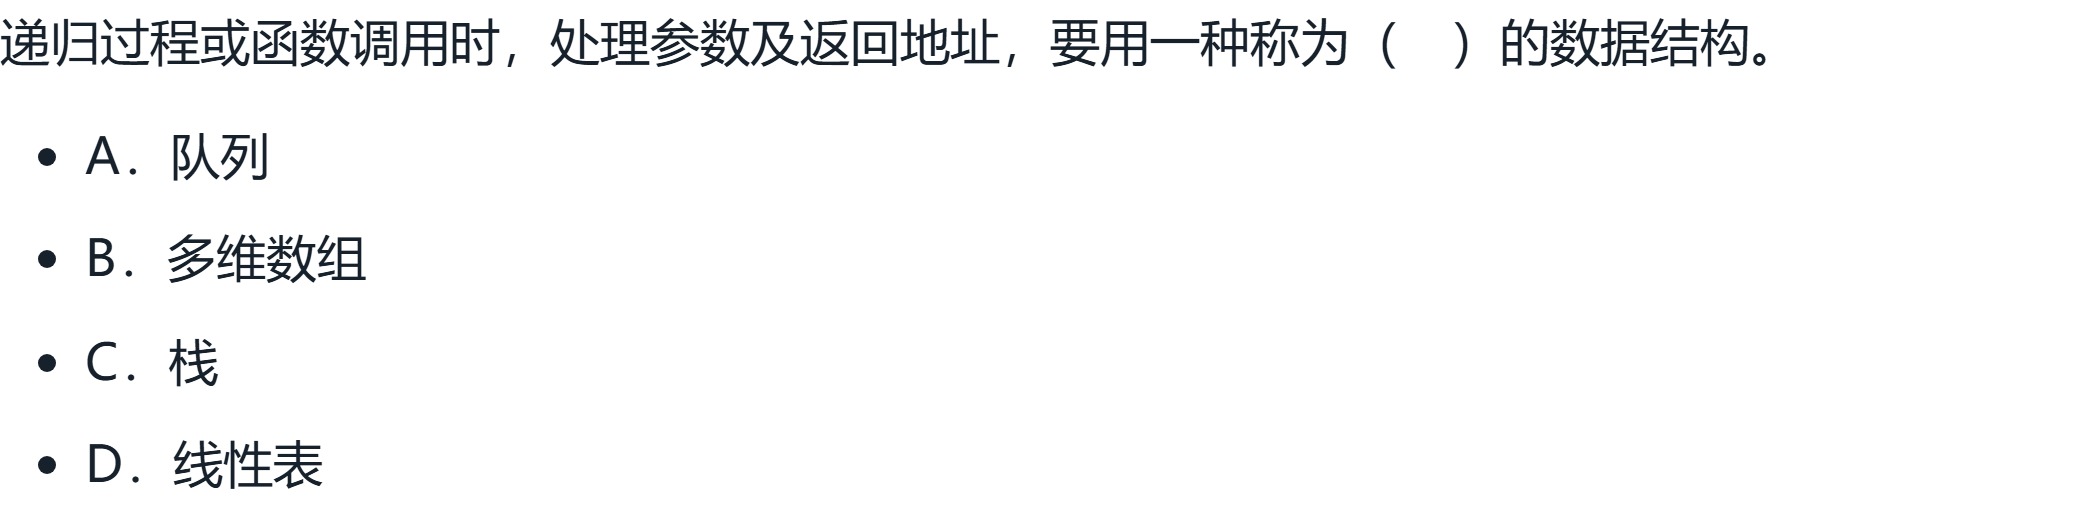 递归过程或函数调用时，处理参数及返回地址，要用一种称为（ ）的数据结构。
• A．队列
• B．多维数组
• C．栈
• D．线性表